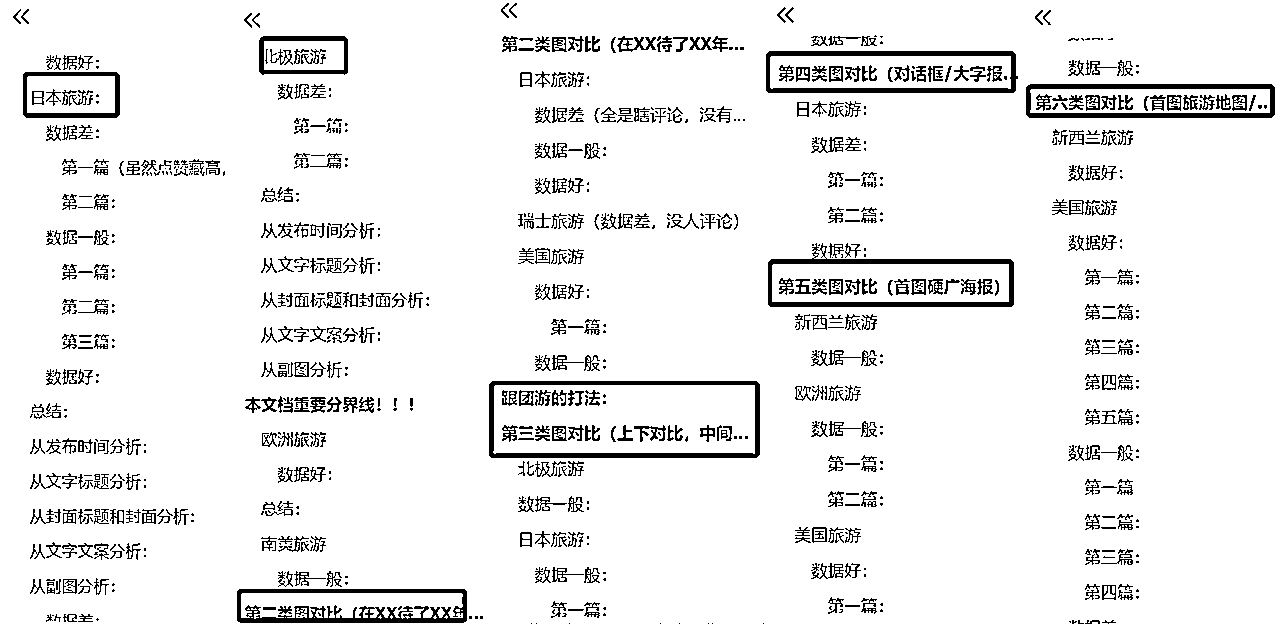 «
数据好：
日本旅游：
数据差：
第一篇（虽然点赞藏高，
第二篇：
数据一般：
第一篇：
第二篇：
第三篇：
数据好：
总结：
从发布时间分析：
从文字标题分析：
从封面标题和封面分析：
从文字文案分析：
从副图分析：
数据差：
«
北极旅游
数据差：
第一篇：
第二篇：
总结：
从发布时间分析：
从文字标题分析：
从封面标题和封面分析：
从文字文案分析：
从副图分析：
本文档重要分界线！！！
欧洲旅游
数据好：
总结：
南美旅游
数据一般：
第二类图对比（在XX待了XX年...
«
第二类图对比（在XX待了XX年...
日本旅游：
数据差（全是瞎评论，没有...
数据一般：
数据好：
瑞士旅游（数据差，没人评论）
美国旅游
数据好：
第一篇：
数据一般：
跟团游的打法：
第三类图对比（上下对比，中间...
北极旅游
数据一般：
日本旅游：
数据一般：
第一篇：
«
数据一般：
第四类图对比（对话框/大字报...
日本旅游：
数据差：
第一篇：
第二篇：
数据好：
第五类图对比（首图硬广海报）
新西兰旅游
数据一般：
欧洲旅游
数据一般：
第一篇：
第二篇：
美国旅游
数据好：
第一篇：
«
数据一般：
第六类图对比（首图旅游地图/...
新西兰旅游
数据好：
美国旅游
数据好：
第一篇：
第二篇：
第三篇：
第四篇：
第五篇：
数据一般：
第一篇
第二篇：
第三篇：
第四篇：
数据差